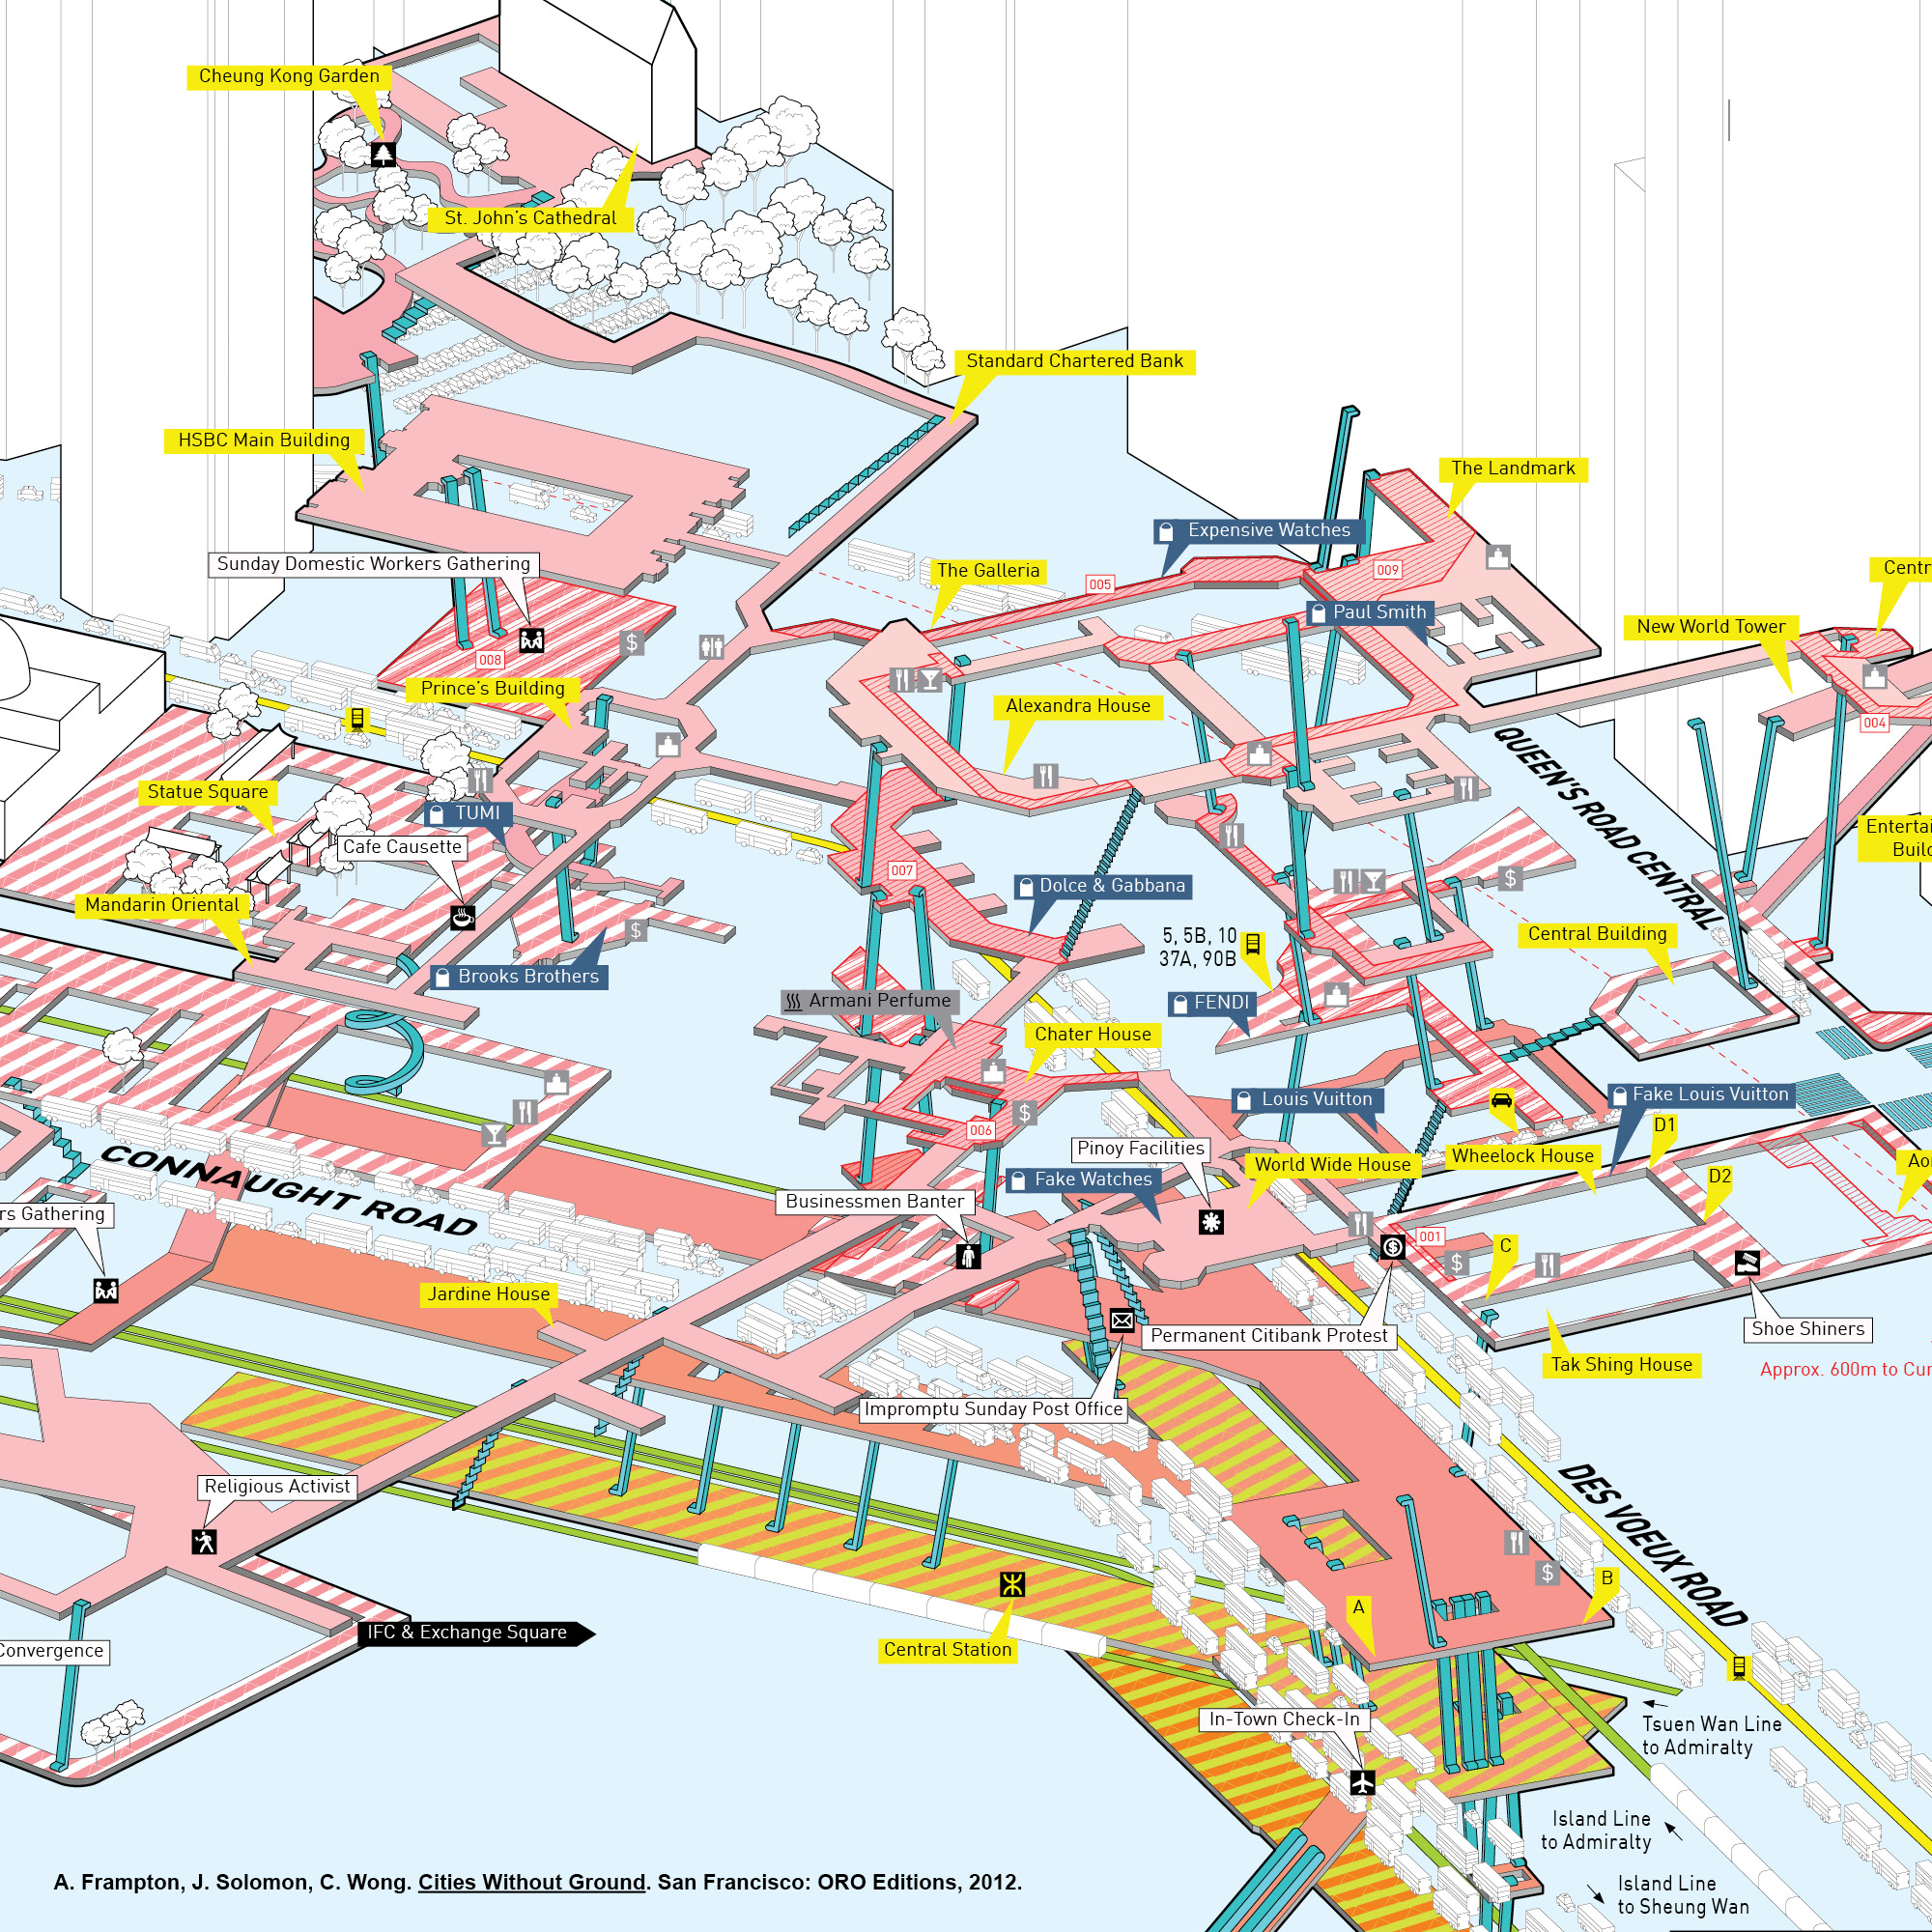 Cheung Kong Garden
St. John's Cathedral
Standard Chartered Bank
HSBC Main Building
The Landmark
Expensive Watches
Sunday Domestic Workers Gathering
The Galleria
005
009
Centr
Paul Smith
New World Tower
008
Prince's Building
Alexandra House
004
QUEEN'S ROAD CENTRAL
Statue Square
TUMI
Cafe Causette
Entertai
Builc
007
Dolce & Gabbana
Mandarin Oriental
5, 5B, 10
37A, 90B
Central Building
Brooks Brothers
Armani Perfume
FENDI
Chater House
Louis Vuitton
Fake Louis Vuitton
006
D1
CONNAUGHT ROAD
Pinoy Facilities
World Wide House
Wheelock House
Aoi
Fake Watches
D2
Businessmen Banter
rs Gathering
001
C
Jardine House
Permanent Citibank Protest
Shoe Shiners
Tak Shing House
Approx. 600m to Cur
Impromptu Sunday Post Office
Religious Activist
DES VOEUX ROAD
B
A
IFC & Exchange Square
Convergence
Central Station
In-Town Check-In
Tsuen Wan Line
to Admiralty
Island Line
to Admiralty
Island Line
to Sheung Wan
A. Frampton, J. Solomon, C. Wong. Cities Without Ground. San Francisco: ORO Editions, 2012.